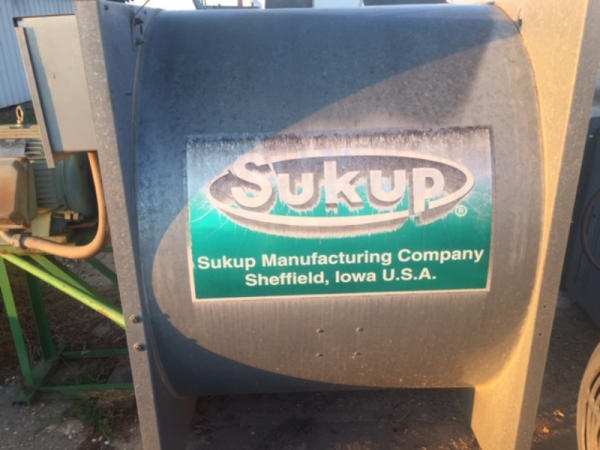 Sukup®
Sukup Manufacturing Company
Sheffield, Iowa U.S.A.